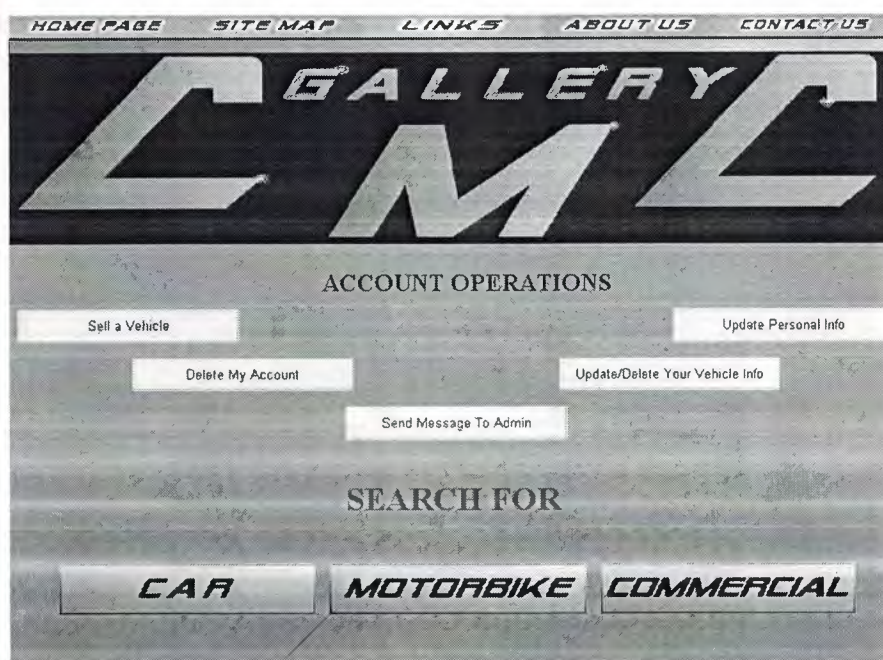 HOME PAGE SITE MAP LINKS ABOUT US CONTACT US
GALLERY
CMC
ACCOUNT OPERATIONS
Sell a Vehicle Update Personal Info
Delete My Account Update/Delete Your Vehicle Info
Send Message To Admin
SEARCH FOR
CAR MOTORBIKE COMMERCIAL